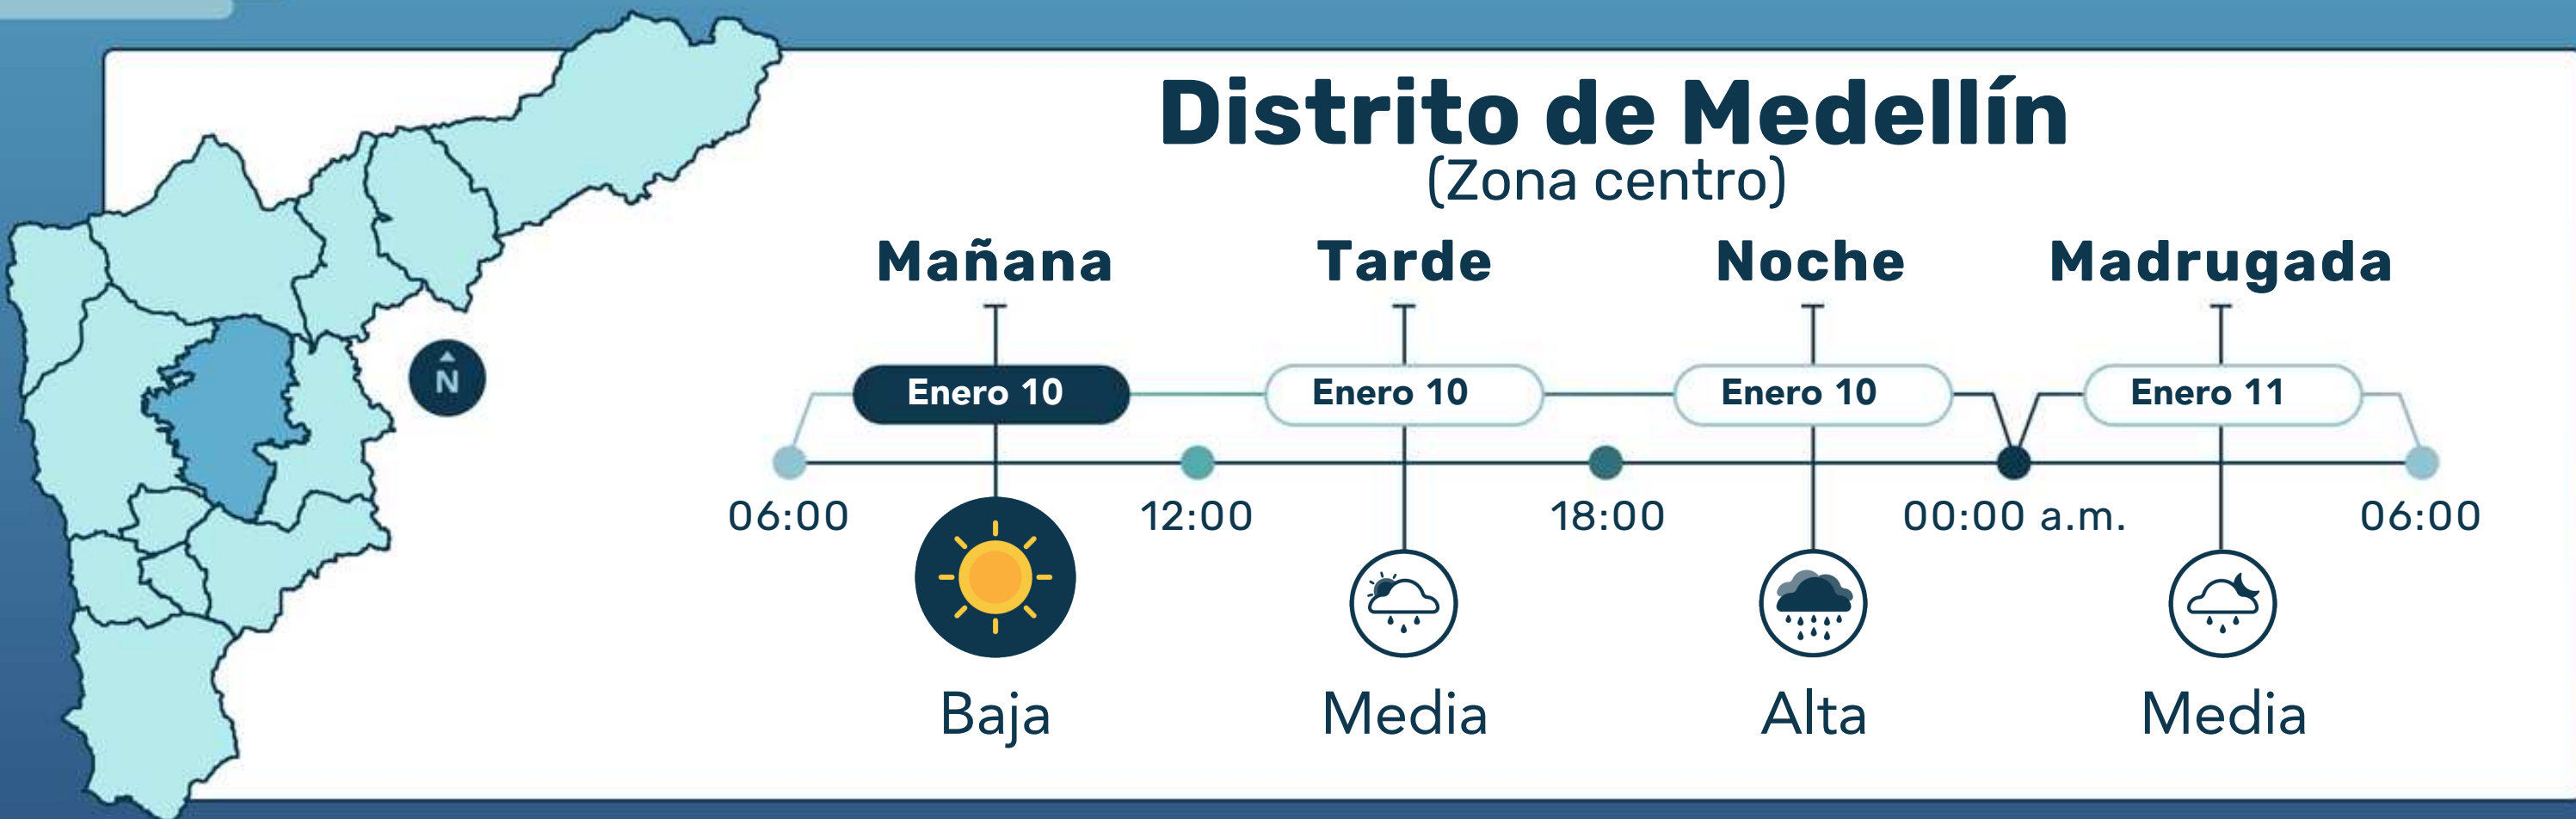 Distrito de Medellín
(Zona centro)
Mañana Tarde Noche Madrugada
Enero 10 Enero 10 Enero 10 Enero 11
N
06:00 12:00 18:00 00:00 a.m. 06:00
Baja Media Alta Media